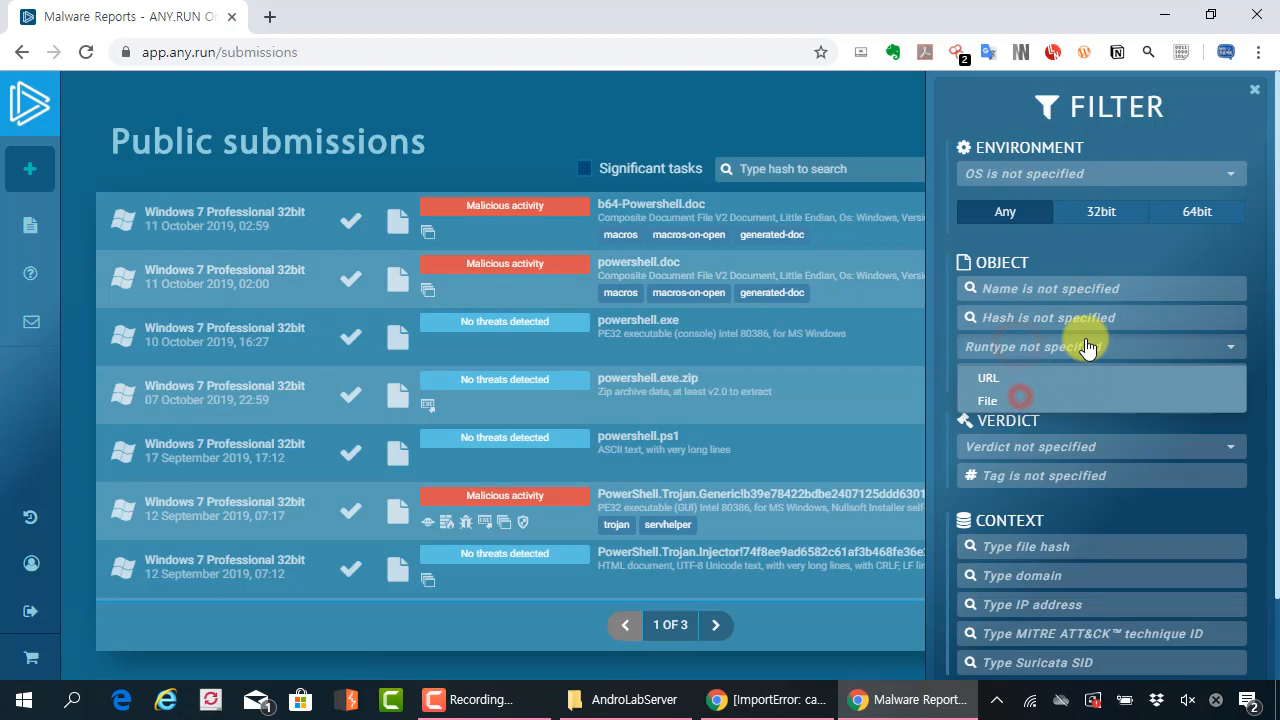 Malware Reports - ANY.RUN On
app.any.run/submissions
2
Public submissions
Significant tasks
Type hash to search
Windows 7 Professional 32bit
11 October 2019, 02:59
Malicious activity
b64-Powershell.doc
Composite Document File V2 Document, Little Endian, Os: Windows, Versi
macros
macros-on-open
generated-doc
Windows 7 Professional 32bit
11 October 2019, 02:00
Malicious activity
powershell.doc
Composite Document File V2 Document, Little Endian, Os: Windows, Versi
macros
macros-on-open
generated-doc
Windows 7 Professional 32bit
10 October 2019, 16:27
No threats detected
powershell.exe
PE32 executable (console) Intel 80386, for MS Windows
Windows 7 Professional 32bit
07 October 2019, 22:59
No threats detected
powershell.exe.zip
Zip archive data, at least v2.0 to extract
Windows 7 Professional 32bit
17 September 2019, 17:12
No threats detected
powershell.ps1
ASCII text, with very long lines
Windows 7 Professional 32bit
12 September 2019, 07:17
Malicious activity
PowerShell.Trojan.Generic!b39e78422bdbe2407125ddd6301
PE32 executable (GUI) Intel 80386, for MS Windows, Nullsoft Installer self-
trojan
servhelper
Windows 7 Professional 32bit
12 September 2019, 07:12
No threats detected
PowerShell.Trojan.Injector!74f8ee9ad6582c61af3b468fe36e2
HTML document, UTF-8 Unicode text, with very long lines, with CRLF, LF lin
1 OF 3
FILTER
ENVIRONMENT
OS is not specified
Any
32bit
64bit
OBJECT
Name is not specified
Hash is not specified
Runtype not specified
URL
File
VERDICT
Verdict not specified
# Tag is not specified
CONTEXT
Type file hash
Type domain
Type IP address
Type MITRE ATT&CK™ technique ID
Type Suricata SID
1
Recording...
AndroLabServer
[ImportError: ca...
Malware Report...
2